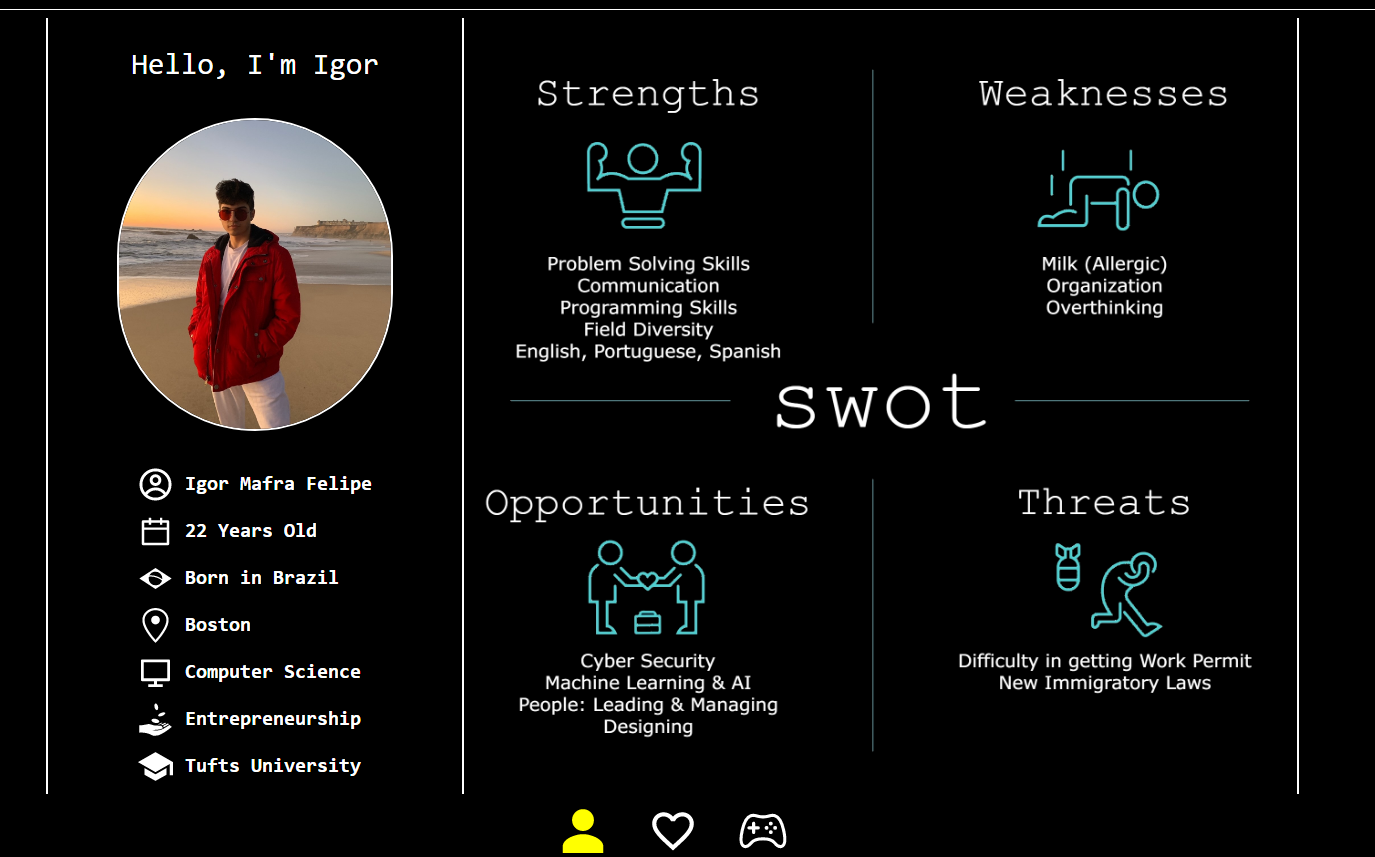 Hello, I'm Igor
Igor Mafra Felipe
22 Years Old
Born in Brazil
Boston
Computer Science
Entrepreneurship
Tufts University
Strengths
Problem Solving Skills
Communication
Programming Skills
Field Diversity
English, Portuguese, Spanish
Weaknesses
Milk (Allergic)
Organization
Overthinking
swot
Opportunities
Cyber Security
Machine Learning & AI
People: Leading & Managing
Designing
Threats
Difficulty in getting Work Permit
New Immigratory Laws